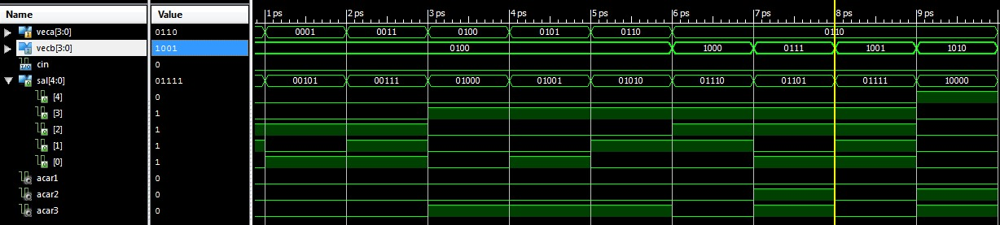 Name Value 1 ps 2 ps 3 ps 4 ps 5 ps 6 ps 7 ps 8 ps 9 ps
veca[3:0] 0110 0001 0011 0100 0101 0110 0110
vecb[3:0] 1001 0100 1000 0111 1001 1010
cin 0
sal[4:0] 01111 00101 00111 01000 01001 01010 01110 01101 01111 10000
[4] 0
[3] 1
[2] 1
[1] 1
[0] 1
acar1 0
acar2 0
acar3 0